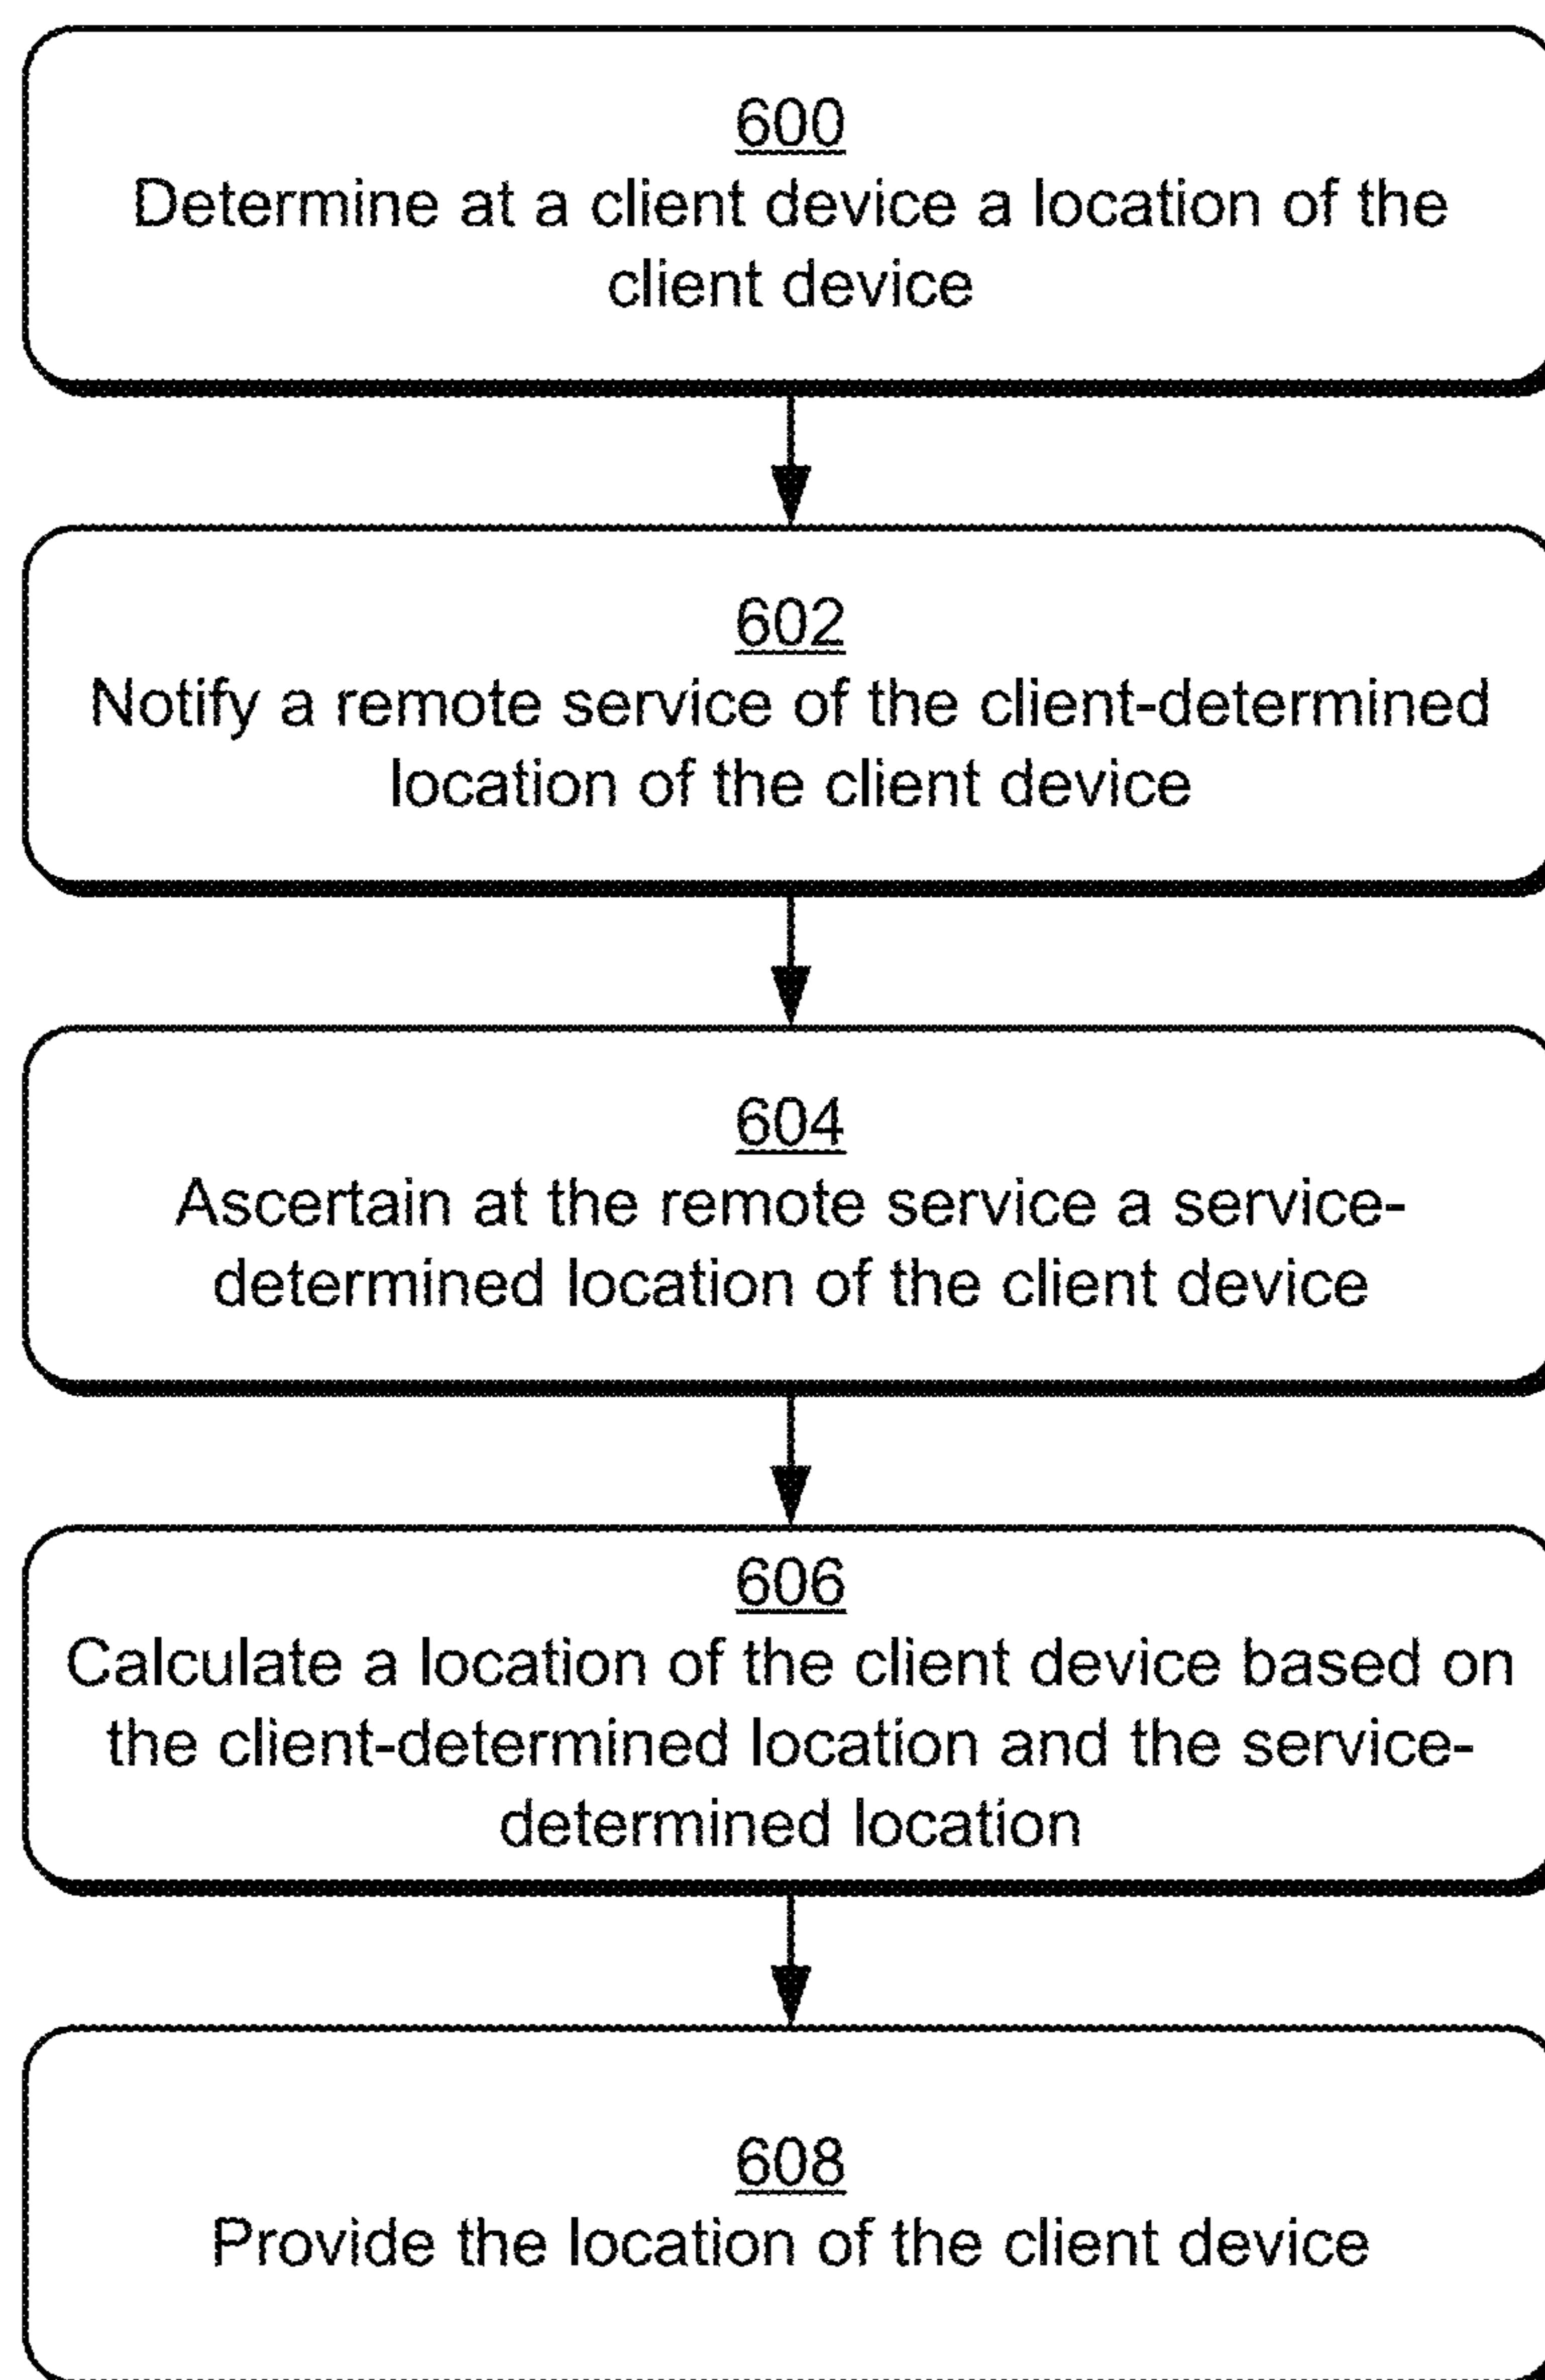 600
Determine at a client device a location of the
client device
602
Notify a remote service of the client-determined
location of the client device
604
Ascertain at the remote service a service-
determined location of the client device
606
Calculate a location of the client device based on
the client-determined location and the service-
determined location
608
Provide the location of the client device